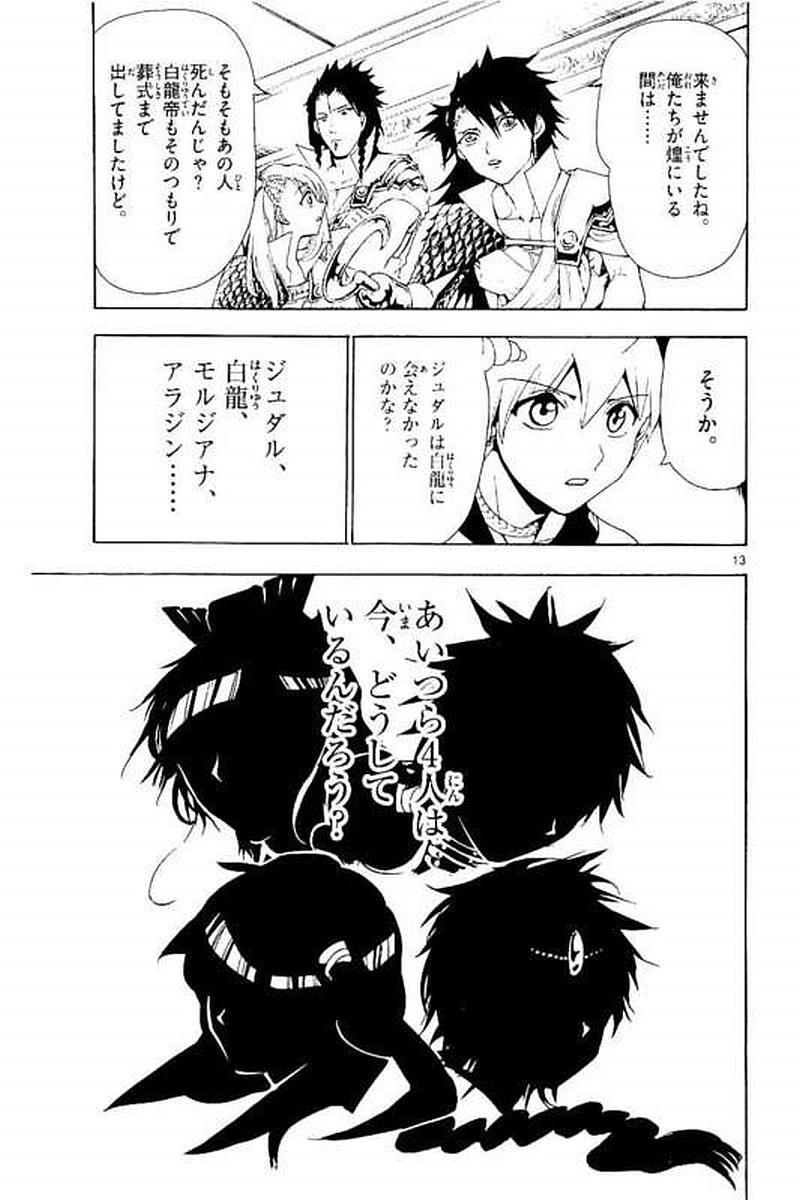 来ませんでしたね。
俺たちが煌にいる
間は……
そもそもあの人
死んだんじゃ？
白龍帝もそのつもりで
葬式まで
出してましたけど。
そうか。
ジュダルは白龍に
会えなかった
のかな？
ジュダル、
白龍、
モルジアナ、
アラジン……
13
あいつら4人は…
今、どうして
いるんだろう？